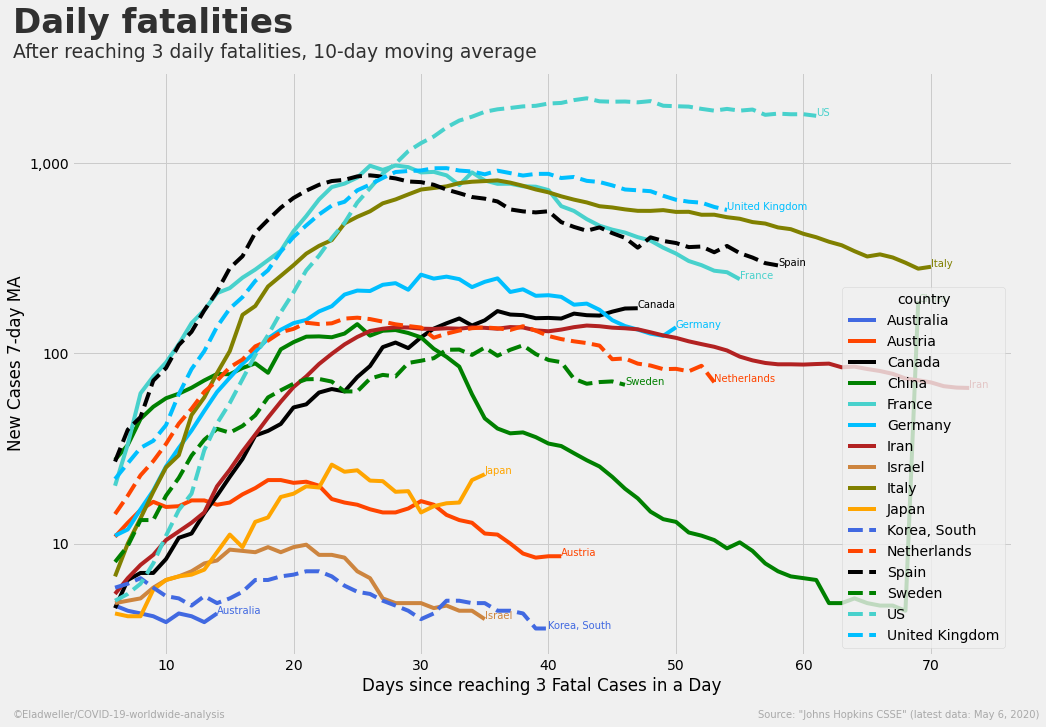 Daily fatalities
After reaching 3 daily fatalities, 10-day moving average
New Cases 7-day MA
1,000
100
10
US
United Kingdom
Spain
France
Italy
Canada
Germany
Sweden
Netherlands
Iran
Japan
Austria
Australia
Israel
Korea, South
country
Australia
Austria
Canada
China
France
Germany
Iran
Israel
Italy
Japan
Korea, South
Netherlands
Spain
Sweden
US
United Kingdom
10 20 30 40 50 60 70
Days since reaching 3 Fatal Cases in a Day
©Eladweller/COVID-19-worldwide-analysis
Source: "Johns Hopkins CSSE" (latest data: May 6, 2020)